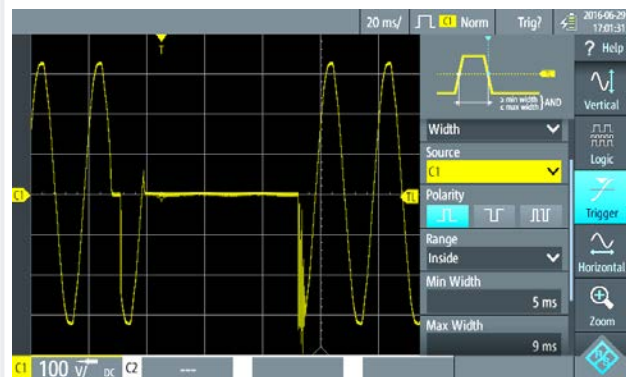 20 ms/ C1 Norm Trig? 2016-06-29
17:01:31
? Help
T
TL
≥ min width
≤ max width } AND
Vertical
Width
Source
C1
Logic
C1
TL
Polarity
Trigger
Range
Inside
Horizontal
Min Width
5 ms
Zoom
Max Width
9 ms
C1 100 V/ DC C2 ---
R&S